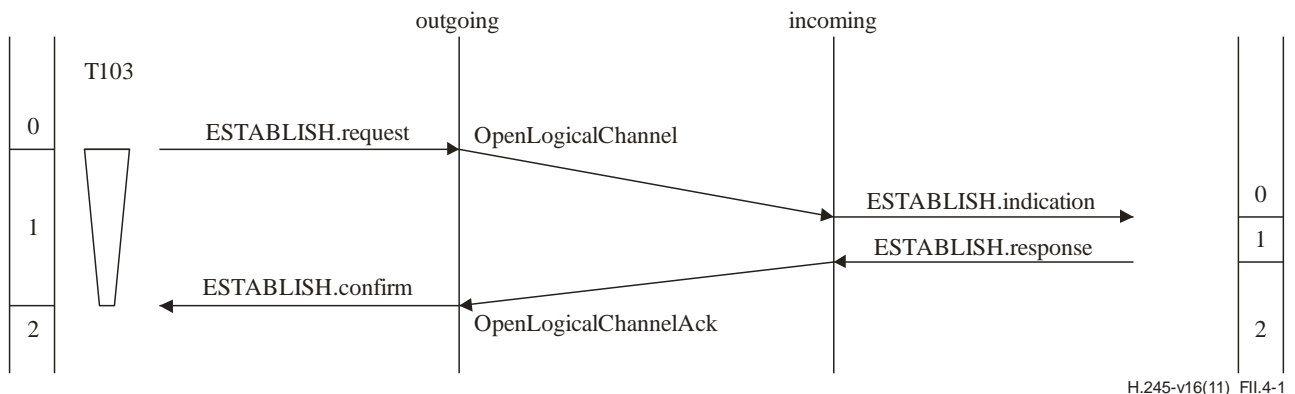 outgoing
incoming
T103
0
ESTABLISH.request
OpenLogicalChannel
0
ESTABLISH.indication
1
1
ESTABLISH.response
ESTABLISH.confirm
2
OpenLogicalChannelAck
2
H.245-v16(11)_FII.4-1